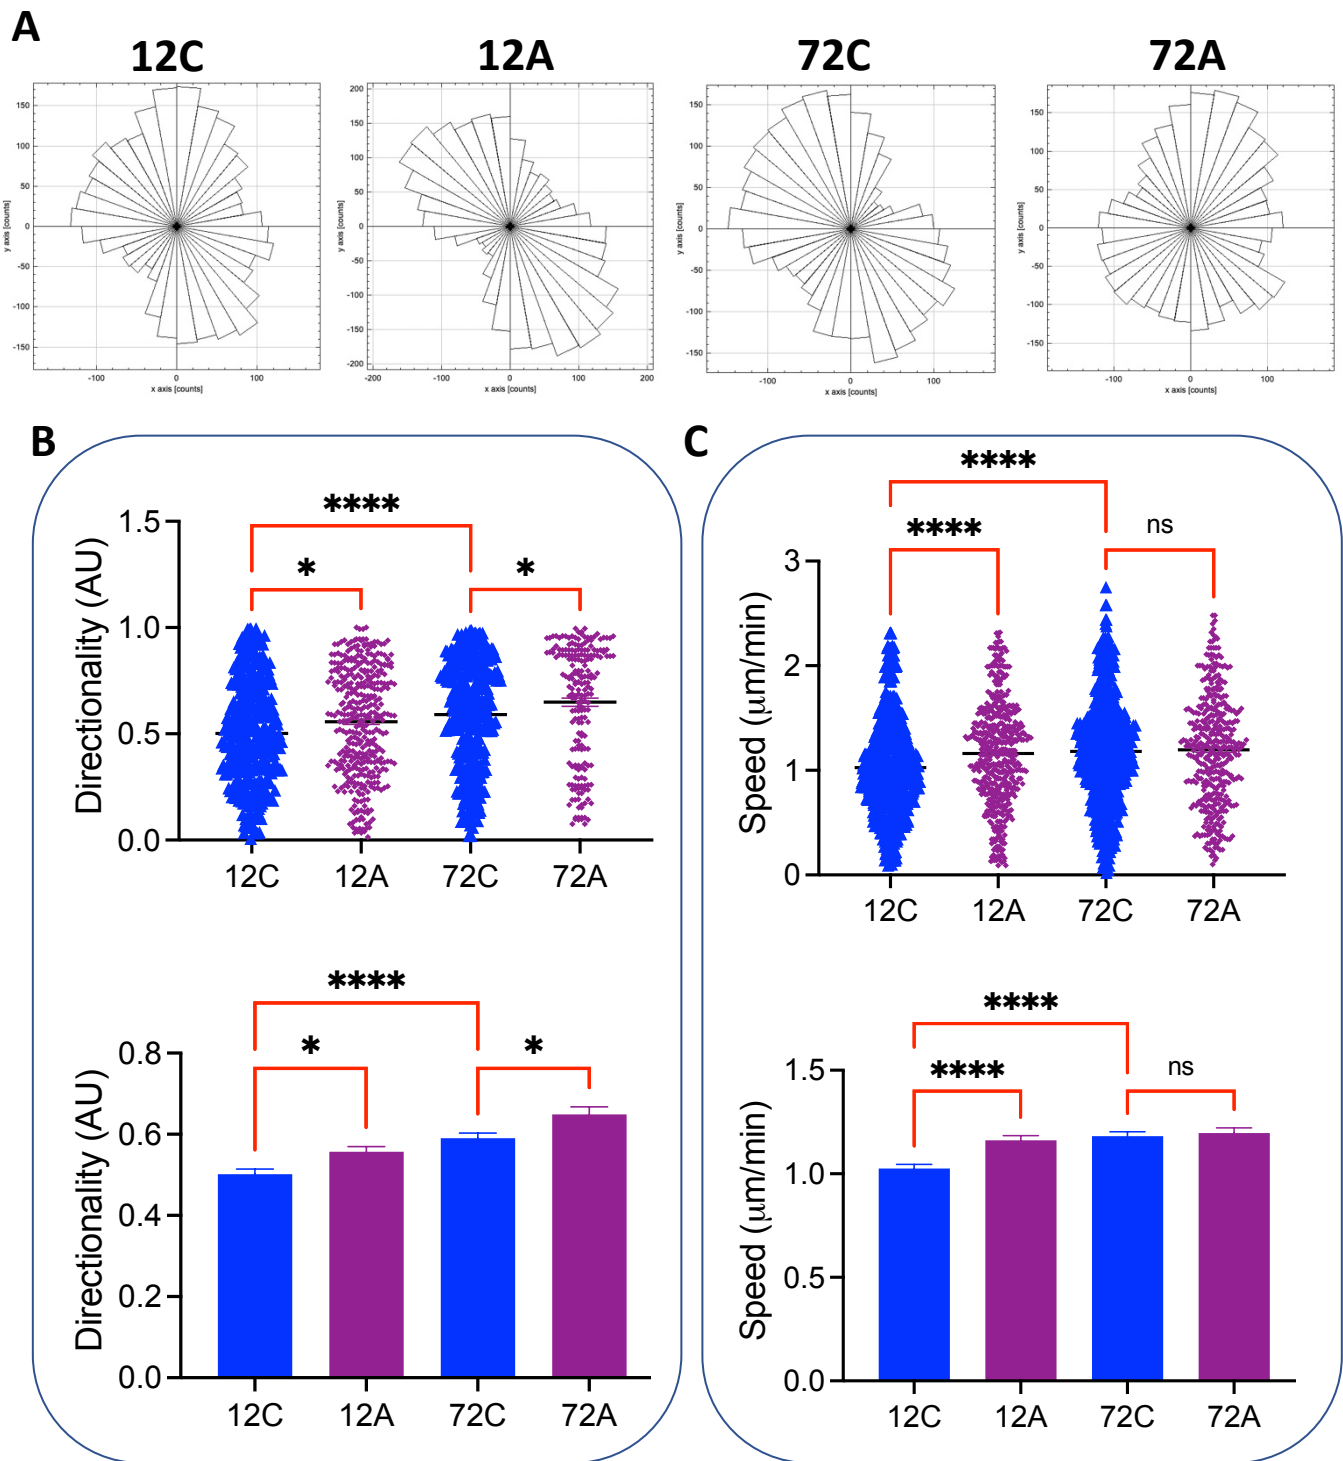 A
12C
12A
72C
72A
150
100
50
0
-50
-100
-150
-100
0
100
y axis [counts]
x axis [counts]
200
150
100
50
0
-50
-100
-150
-200
-200
-100
0
100
200
y axis [counts]
x axis [counts]
150
100
50
0
-50
-100
-150
-100
0
100
y axis [counts]
x axis [counts]
150
100
50
0
-50
-100
-150
-100
0
100
y axis [counts]
x axis [counts]
B
****
*
*
1.5
1.0
0.5
0.0
Directionality (AU)
12C
12A
72C
72A
****
*
*
0.8
0.6
0.4
0.2
0.0
Directionality (AU)
12C
12A
72C
72A
C
****
****
ns
3
2
1
0
Speed (μm/min)
12C
12A
72C
72A
****
****
ns
1.5
1.0
0.5
0.0
Speed (μm/min)
12C
12A
72C
72A